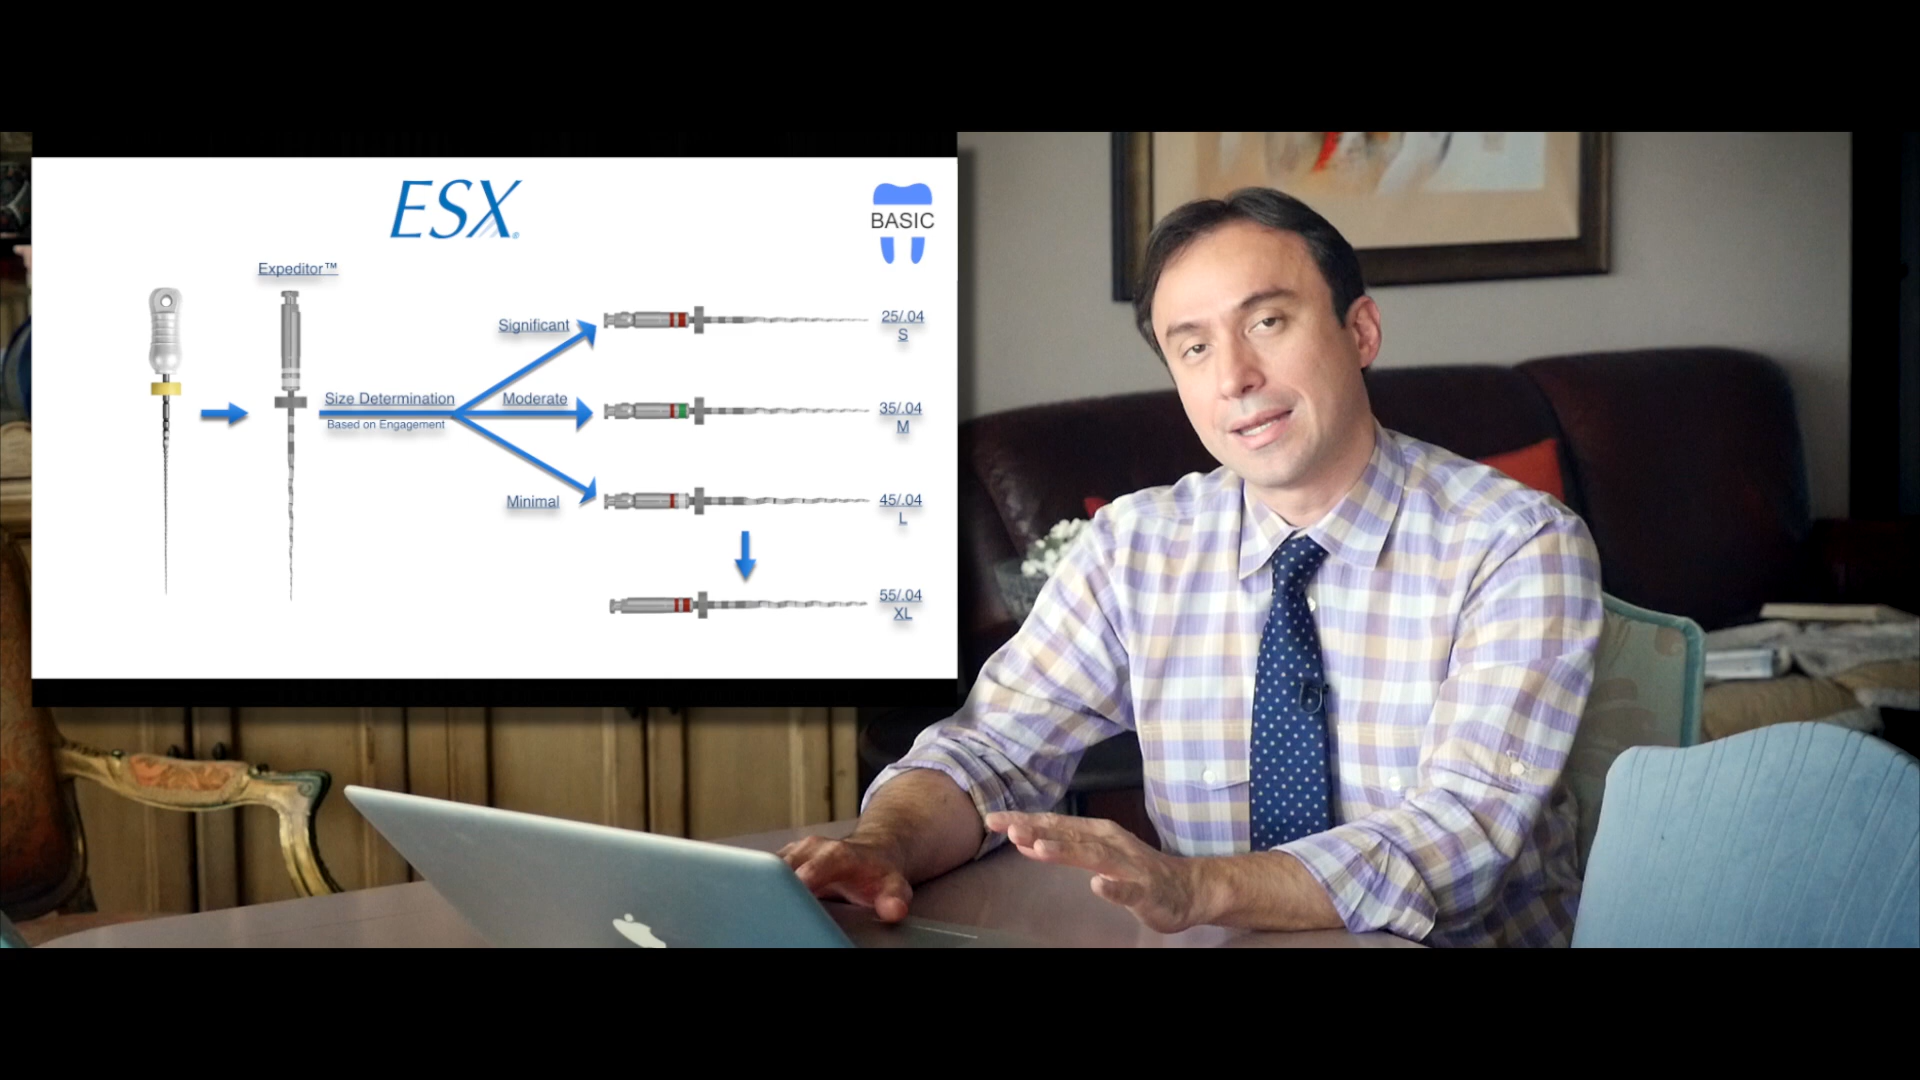 ESX®
BASIC
Expeditor™
Significant
25/.04
S
Size Determination
Based on Engagement
Moderate
35/.04
M
Minimal
45/.04
L
55/.04
XL